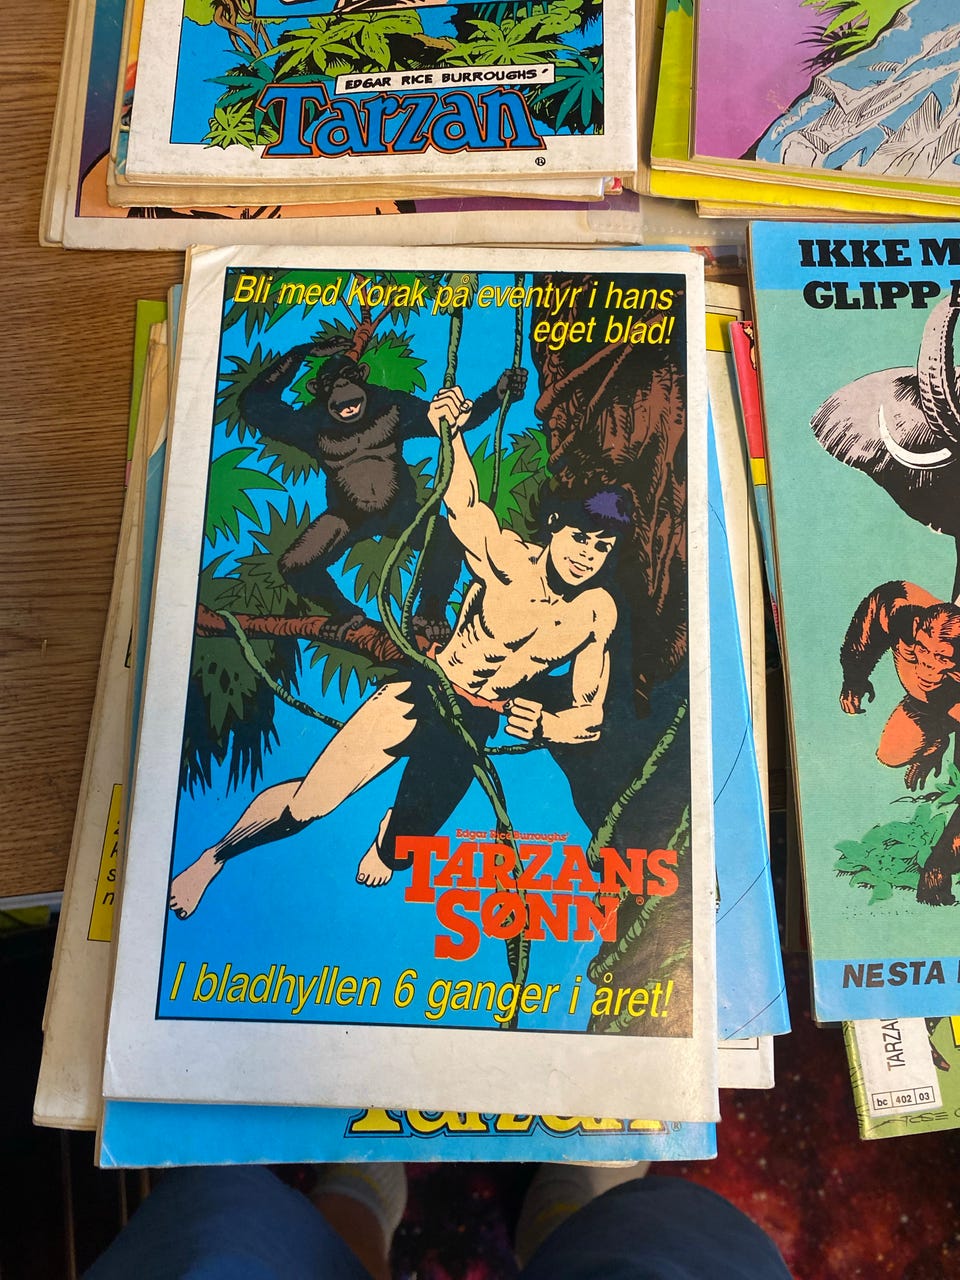 EDGAR RICE BURROUGHS'
Tarzan
®
IKKE M
GLIPP
Bli med Korak på eventyr i hans
eget blad!
Edgar Rice Burroughs'
TARZANS
SØNN
®
I bladhyllen 6 ganger i året!
NESTA
TARZA
bc 402 03
Tarzan
®